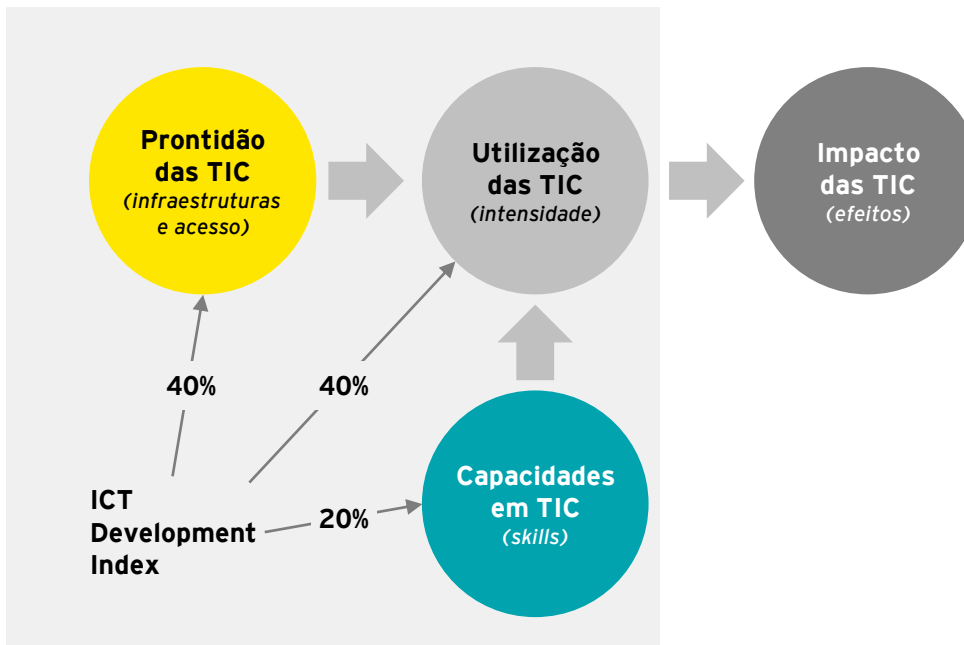 Prontidão
das TIC
(infraestruturas
e acesso)
Utilização
das TIC
(intensidade)
Impacto
das TIC
(efeitos)
40%
40%
ICT
Development
Index
20%
Capacidades
em TIC
(skills)